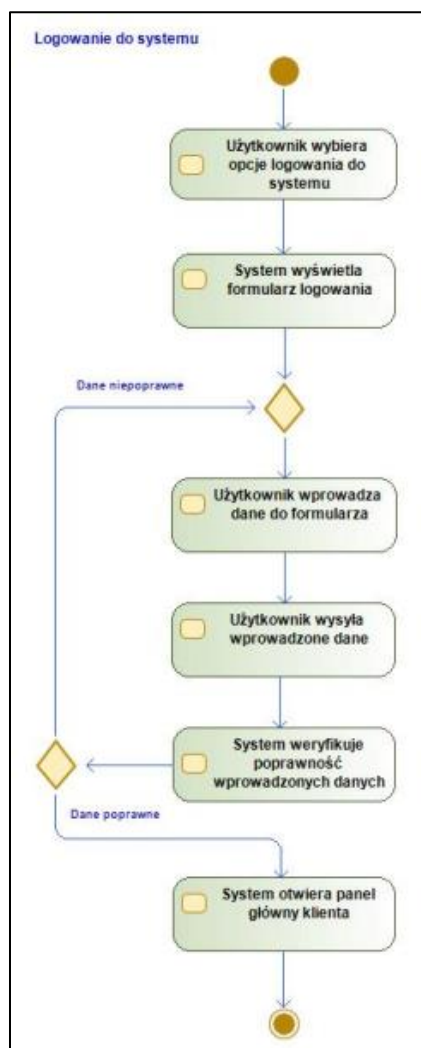 Logowanie do systemu
Użytkownik wybiera
opcje logowania do
systemu
System wyświetla
formularz logowania
Dane niepoprawne
Użytkownik wprowadza
dane do formularza
Użytkownik wysyła
wprowadzone dane
System weryfikuje
poprawność
wprowadzonych danych
Dane poprawne
System otwiera panel
główny klienta